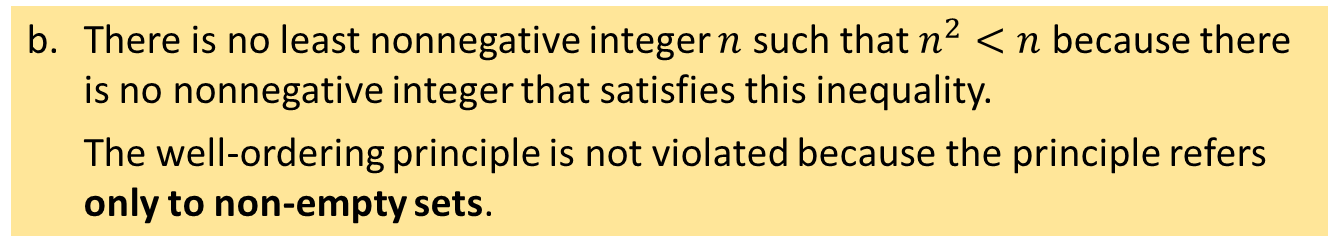 b. There is no least nonnegative integer n such that n² < n because there
is no nonnegative integer that satisfies this inequality.
The well-ordering principle is not violated because the principle refers
only to non-empty sets.